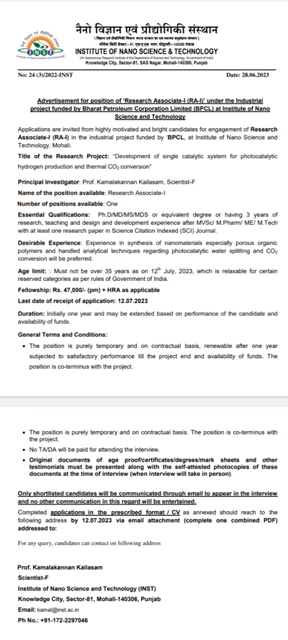 नैनो विज्ञान एवं प्रौद्योगिकी संस्थान
INSTITUTE OF NANO SCIENCE & TECHNOLOGY
(An Autonomous Research Institute of the Department of Science and Technology, Government of India)
Knowledge City, Sector-81, SAS Nagar, Mohali-140306, Punjab
No: 24 (3)/2022-INST Date: 28.06.2023
Advertisement for position of ‘Research Associate-I (RA-I)’ under the Industrial
project funded by Bharat Petroleum Corporation Limited (BPCL) at Institute of Nano
Science and Technology
Applications are invited from highly motivated and bright candidates for engagement of Research
Associate-I (RA-I) in the industrial project funded by ‘BPCL, at Institute of Nano Science and
Technology, Mohali.
Title of the Research Project: “Development of single catalytic system for photocatalytic
hydrogen production and thermal CO2 conversion”
Principal Investigator: Prof. Kamalakannan Kailasam, Scientist-F
Name of the position available: Research Associate-I
Number of positions available: One
Essential Qualifications: Ph.D/MD/MS/MDS or equivalent degree or having 3 years of
research, teaching and design and development experience after MVSc/ M.Pharm/ ME/ M.Tech
with at least one research paper in Science Citation Indexed (SCI) Journal.
Desirable Experience: Experience in synthesis of nanomaterials especially porous organic
polymers and handled analytical techniques regarding photocatalytic water splitting and CO2
conversion will be preferred.
Age limit: : Must not be over 35 years as on 12th July, 2023, which is relaxable for certain
reserved categories as per rules of Government of India.
Fellowship: Rs. 47,000/- (pm) + HRA as applicable
Last date of receipt of application: 12.07.2023
Duration: Initially one year and may be extended based on performance of the candidate and
availability of funds.
General Terms and Conditions:
• The position is purely temporary and on contractual basis, renewable after one year
subjected to satisfactory performance till the project end and availability of funds. The
position is co-terminus with the project.
• The position is purely temporary and on contractual basis. The position is co-terminus with
the project.
• No TA/DA will be paid for attending the interview.
• Original documents of age proof/certificates/degrees/mark sheets and other
testimonials must be presented along with the self-attested photocopies of these
documents at the time of interview (when interview will take in person).
Only shortlisted candidates will be communicated through email to appear in the interview
and no other communication in this regard will be entertained.
Completed applications in the prescribed format / CV as annexed should reach to the
following address by 12.07.2023 via email attachment (complete one combined PDF)
addressed to:
For any query, candidates can contact on following address
Prof. Kamalakannan Kailasam
Scientist-F
Institute of Nano Science and Technology (INST)
Knowledge City, Sector-81, Mohali-140306, Punjab
Email: kamal@inst.ac.in
Ph No.: +91-172-2297046